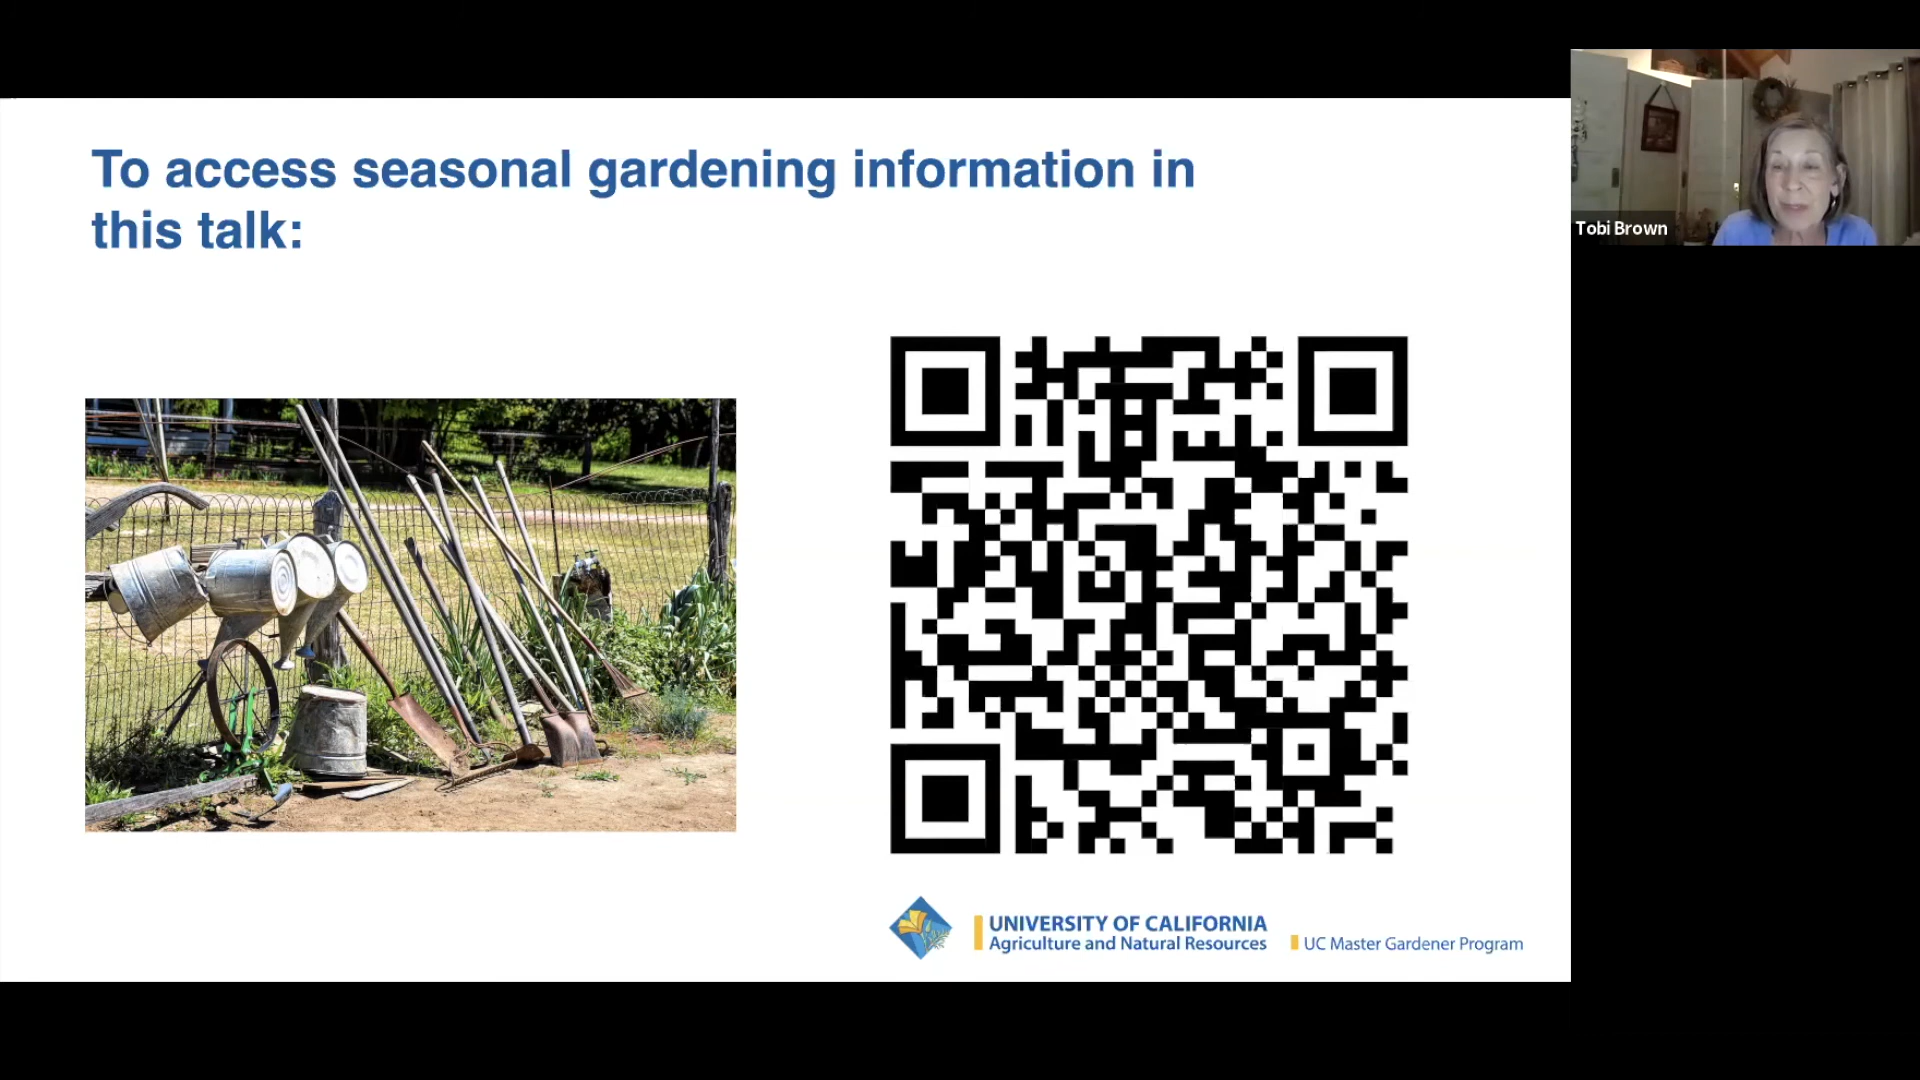 To access seasonal gardening information in
this talk:
Tobi Brown
UNIVERSITY OF CALIFORNIA
Agriculture and Natural Resources
UC Master Gardener Program